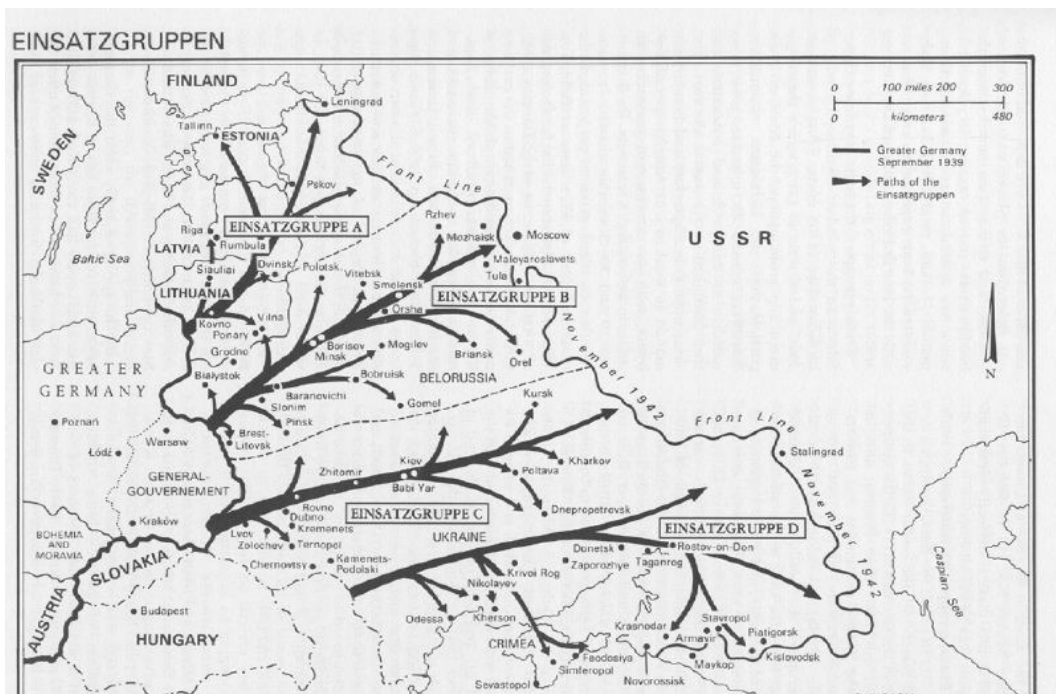 EINSATZGRUPPEN
FINLAND
Leningrad
0 100 miles 200 300
0 kilometers 480
Greater Germany
September 1939
Paths of the
Einsatzgruppen
SWEDEN
Tallinn
ESTONIA
Pskov
Front Line
Riga
EINSATZGRUPPE A
Rumbula
LATVIA
Baltic Sea
Rzhev
Mozhaisk
Moscow
USSR
Siauliai
Dvinsk
Polotsk
Vitebsk
Maloyaroslavets
Tula
LITHUANIA
Smolensk
EINSATZGRUPPE B
Orsha
Kovno
Vilna
Ponary
Borisov
Minsk
Mogilev
Briansk
Orel
November 1942
Grodno
GREATER
GERMANY
Bialystok
Bobruisk
BELORUSSIA
Baranovichi
Slonim
Gomel
Kursk
N
Poznań
Warsaw
Brest-
Litovsk
Pinsk
Front Line
Łódź
Stalingrad
GENERAL-
GOUVERNEMENT
Zhitomir
Kiev
Babi Yar
Kharkov
Poltava
November 1942
Rovno
Dubno
Kremenets
EINSATZGRUPPE C
Dnepropetrovsk
Kraków
Lvov
Zolochev
Ternopol
UKRAINE
EINSATZGRUPPE D
BOHEMIA
AND
MORAVIA
SLOVAKIA
Chernovtsy
Kamenets-
Podolski
Donetsk
Rostov-on-Don
Taganrog
Zaporozhye
Krivoi Rog
Nikolayev
Caspian Sea
AUSTRIA
Budapest
HUNGARY
Odessa
Kherson
CRIMEA
Krasnodar
Stavropol
Armavir
Piatigorsk
Kislovodsk
Maykop
Feodosiya
Simferopol
Sevastopol
Novorossisk